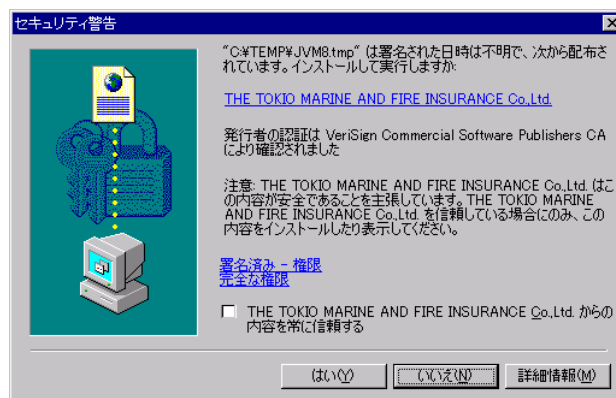 セキュリティ警告
"C:¥TEMP¥JVM8.tmp" は署名された日時は不明で、次から配布さ
れています。インストールして実行しますか
THE TOKIO MARINE AND FIRE INSURANCE Co.,Ltd.
発行者の認証は VeriSign Commercial Software Publishers CA
により確認されました
注意: THE TOKIO MARINE AND FIRE INSURANCE Co.,Ltd. はこ
の内容が安全であることを主張しています。THE TOKIO MARINE
AND FIRE INSURANCE Co.,Ltd. を信頼している場合にのみ、この
内容をインストールしたり表示してください。
署名済み - 権限
完全な権限
THE TOKIO MARINE AND FIRE INSURANCE Co.,Ltd. からの
内容を常に信頼する
はい(Y) いいえ(N) 詳細情報(M)